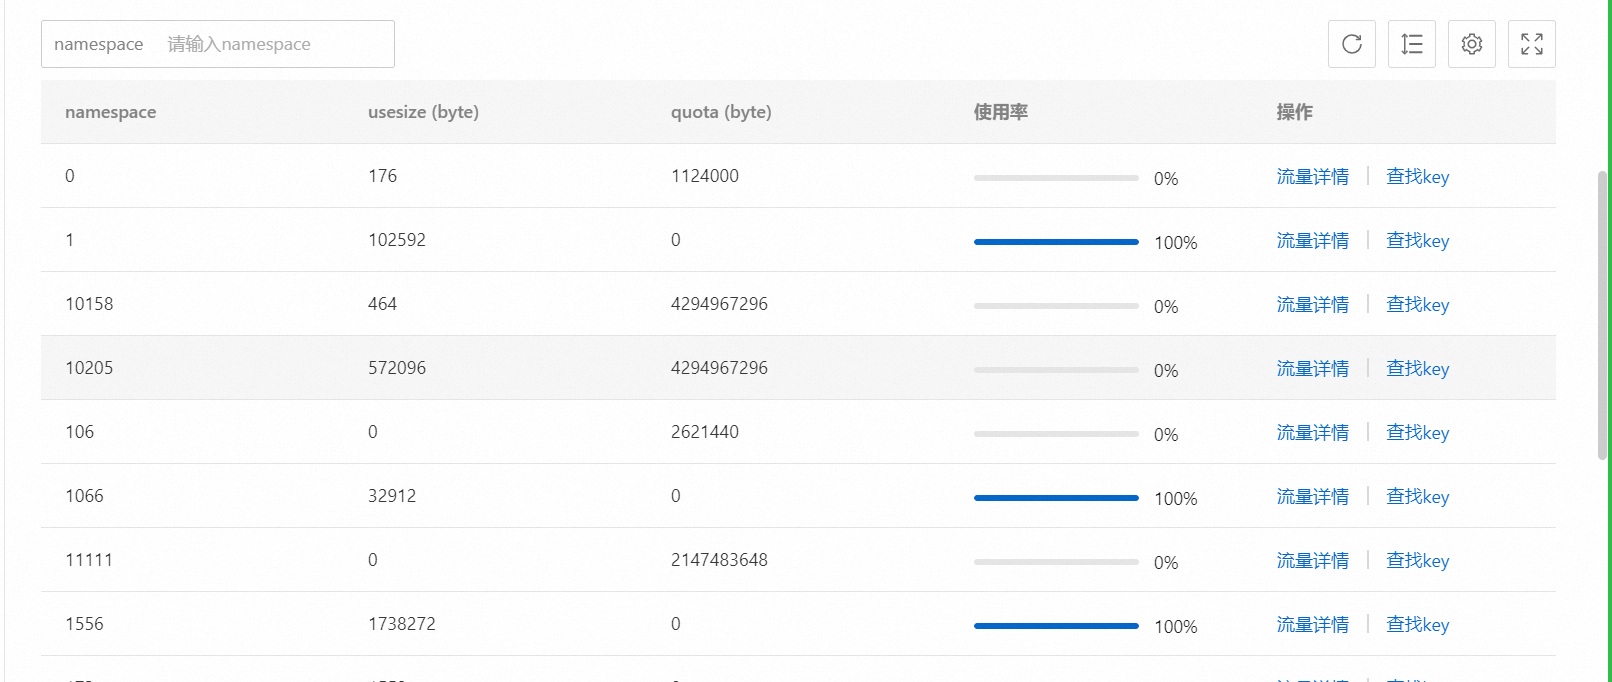 namespace 请输入namespace
namespace usesize (byte) quota (byte) 使用率 操作
0 176 1124000 0% 流量详情 查找key
1 102592 0 100% 流量详情 查找key
10158 464 4294967296 0% 流量详情 查找key
10205 572096 4294967296 0% 流量详情 查找key
106 0 2621440 0% 流量详情 查找key
1066 32912 0 100% 流量详情 查找key
11111 0 2147483648 0% 流量详情 查找key
1556 1738272 0 100% 流量详情 查找key